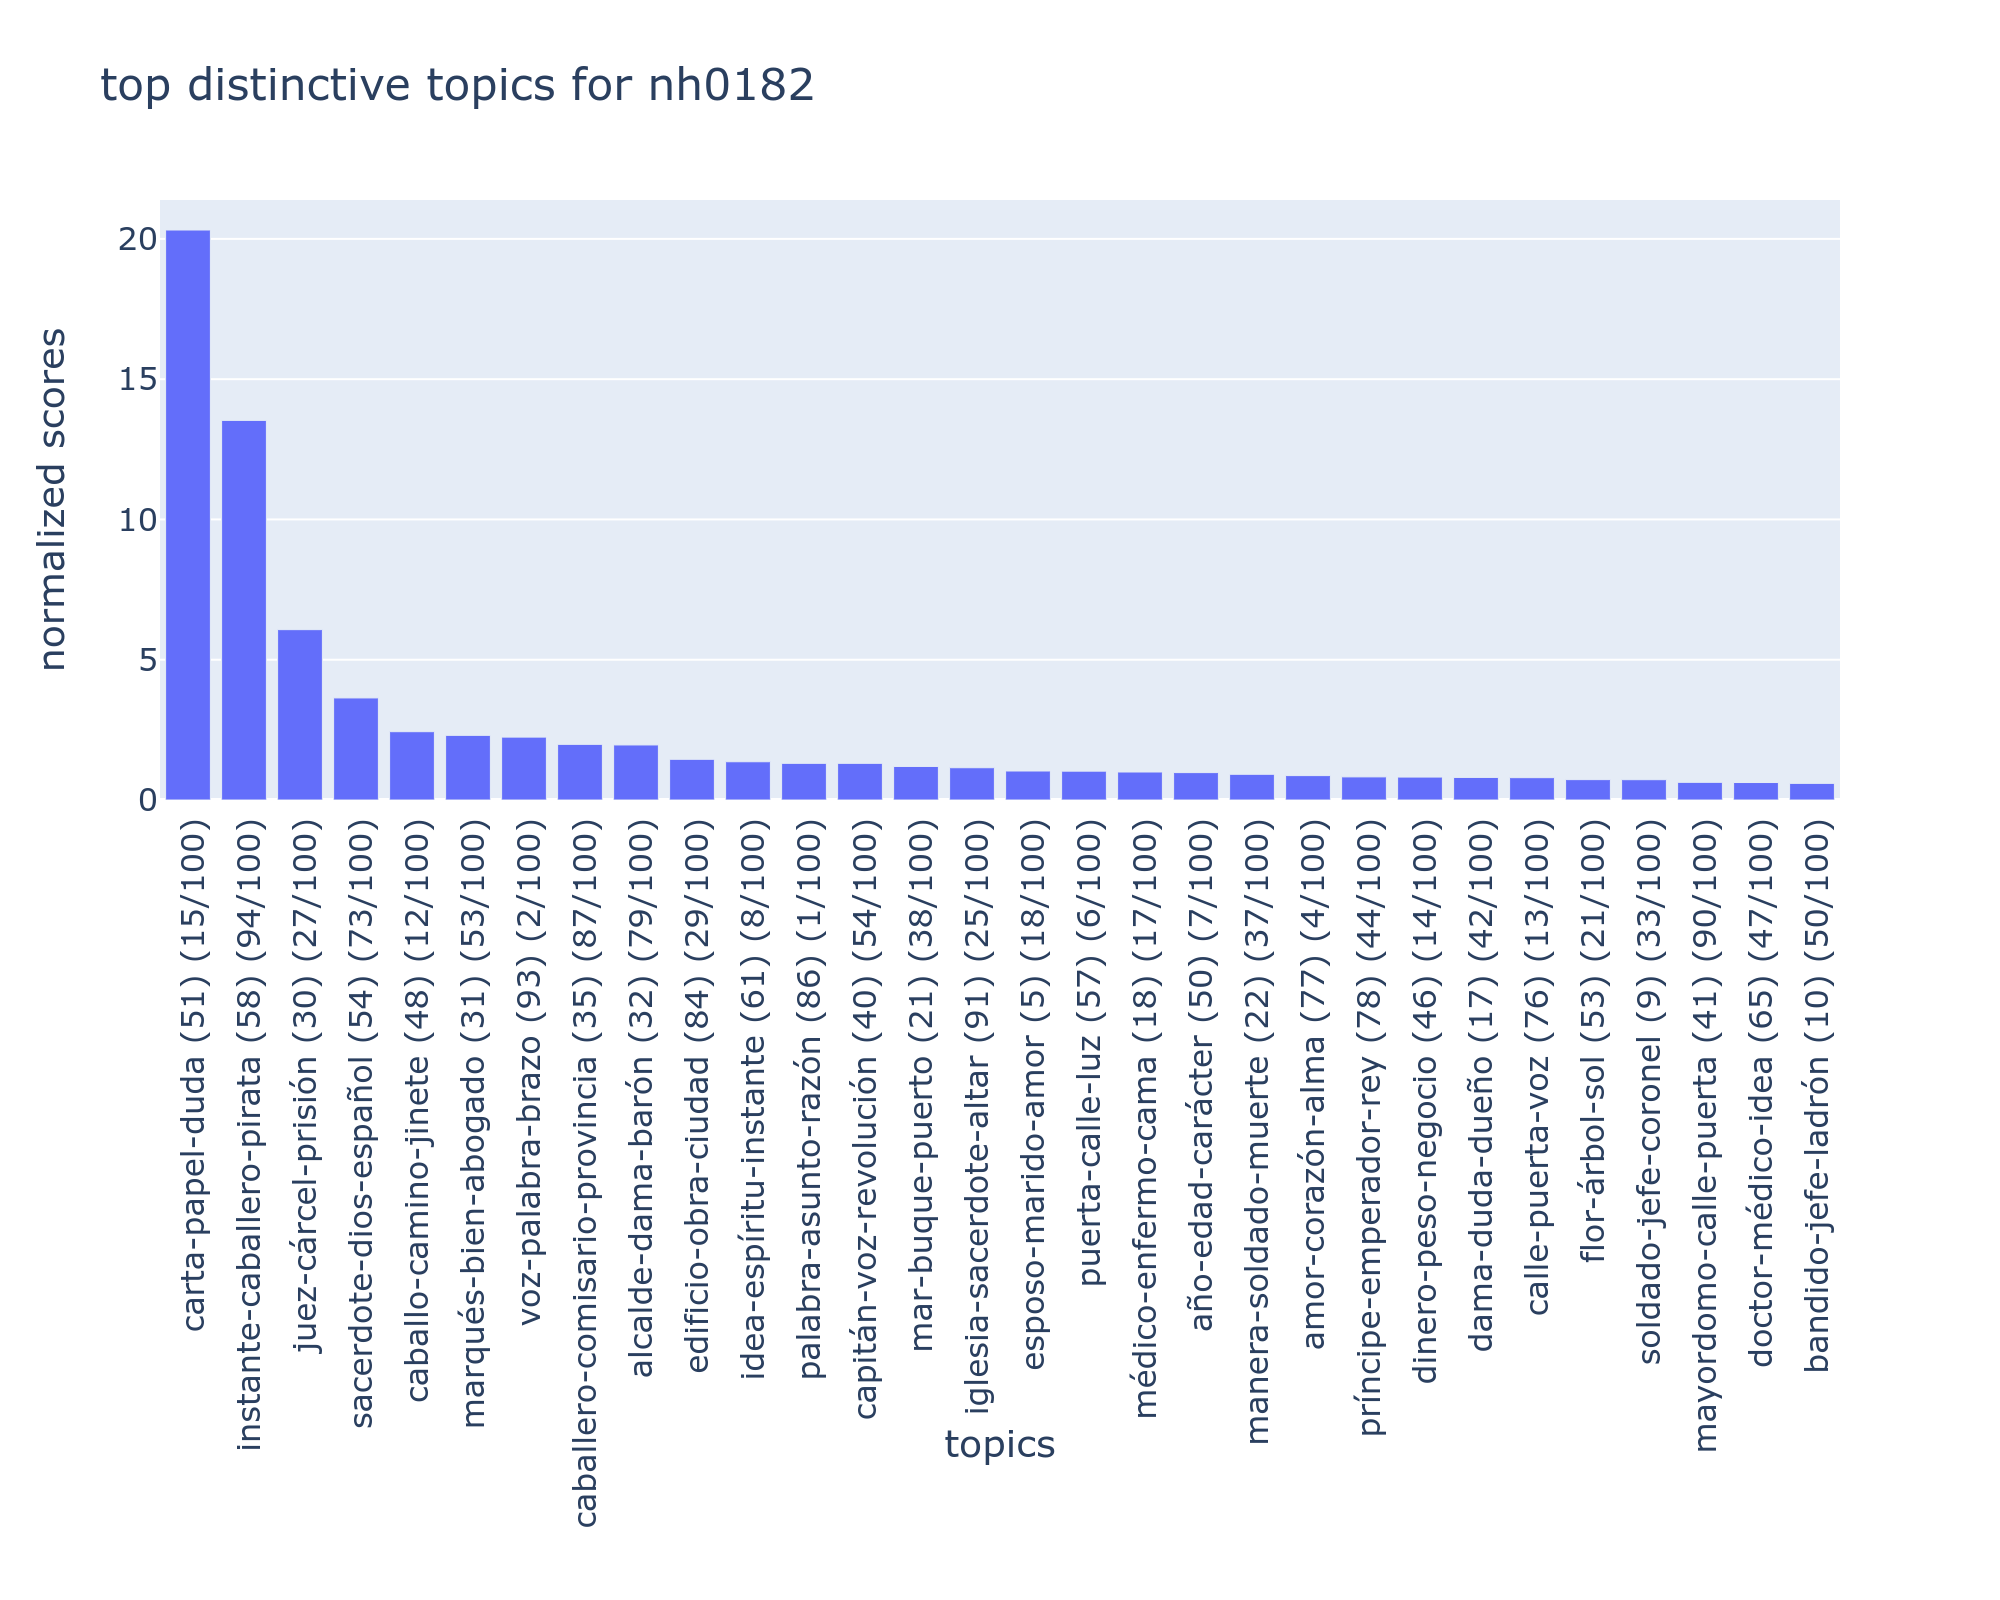 top distinctive topics for nh0182
normalized scores
20
15
10
5
0
carta-papel-duda (51) (15/100)
instante-caballero-pirata (58) (94/100)
juez-cárcel-prisión (30) (27/100)
sacerdote-dios-español (54) (73/100)
caballo-camino-jinete (48) (12/100)
marqués-bien-abogado (31) (53/100)
voz-palabra-brazo (93) (2/100)
caballero-comisario-provincia (35) (87/100)
alcalde-dama-barón (32) (79/100)
edificio-obra-ciudad (84) (29/100)
idea-espíritu-instante (61) (8/100)
palabra-asunto-razón (86) (1/100)
capitán-voz-revolución (40) (54/100)
mar-buque-puerto (21) (38/100)
iglesia-sacerdote-altar (91) (25/100)
esposo-marido-amor (5) (18/100)
puerta-calle-luz (57) (6/100)
médico-enfermo-cama (18) (17/100)
año-edad-carácter (50) (7/100)
manera-soldado-muerte (22) (37/100)
amor-corazón-alma (77) (4/100)
príncipe-emperador-rey (78) (44/100)
dinero-peso-negocio (46) (14/100)
dama-duda-dueño (17) (42/100)
calle-puerta-voz (76) (13/100)
flor-árbol-sol (53) (21/100)
soldado-jefe-coronel (9) (33/100)
mayordomo-calle-puerta (41) (90/100)
doctor-médico-idea (65) (47/100)
bandido-jefe-ladrón (10) (50/100)
topics